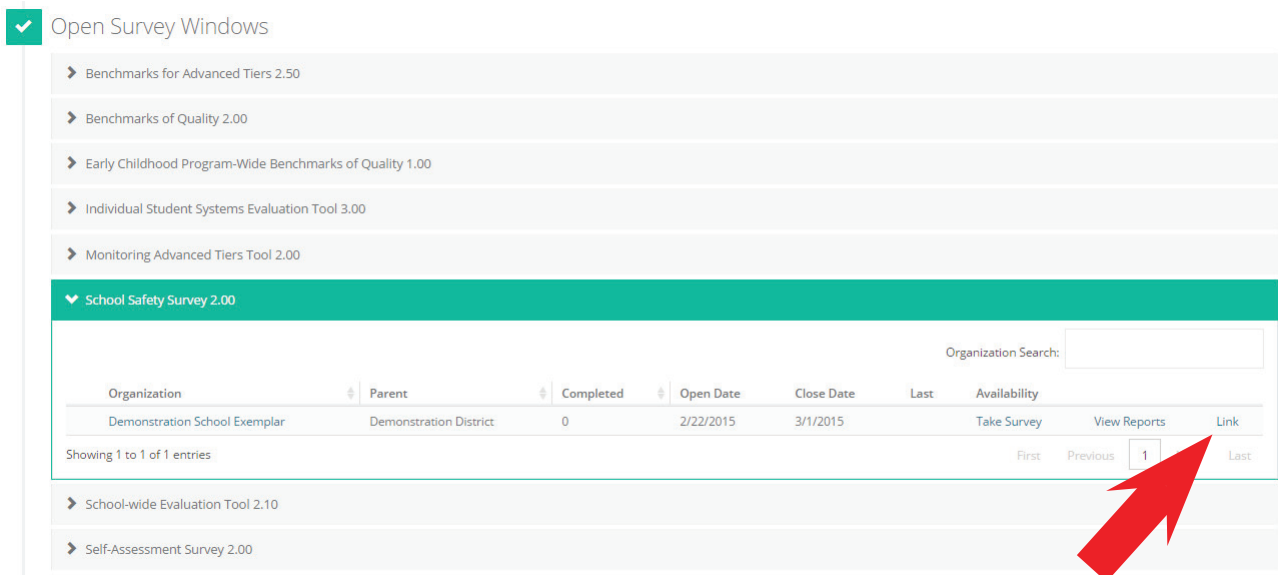 Open Survey Windows
Benchmarks for Advanced Tiers 2.50
Benchmarks of Quality 2.00
Early Childhood Program-Wide Benchmarks of Quality 1.00
Individual Student Systems Evaluation Tool 3.00
Monitoring Advanced Tiers Tool 2.00
School Safety Survey 2.00
Organization Search:
Organization Parent Completed Open Date Close Date Last Availability
Demonstration School Exemplar Demonstration District 0 2/22/2015 3/1/2015 Take Survey View Reports Link
Showing 1 to 1 of 1 entries First Previous 1 Last
School-wide Evaluation Tool 2.10
Self-Assessment Survey 2.00